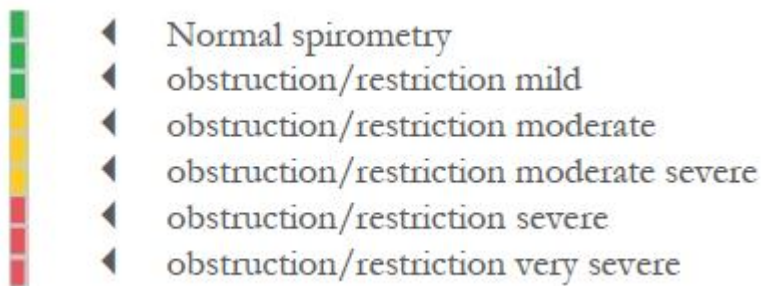 Normal spirometry
obstruction/restriction mild
obstruction/restriction moderate
obstruction/restriction moderate severe
obstruction/restriction severe
obstruction/restriction very severe